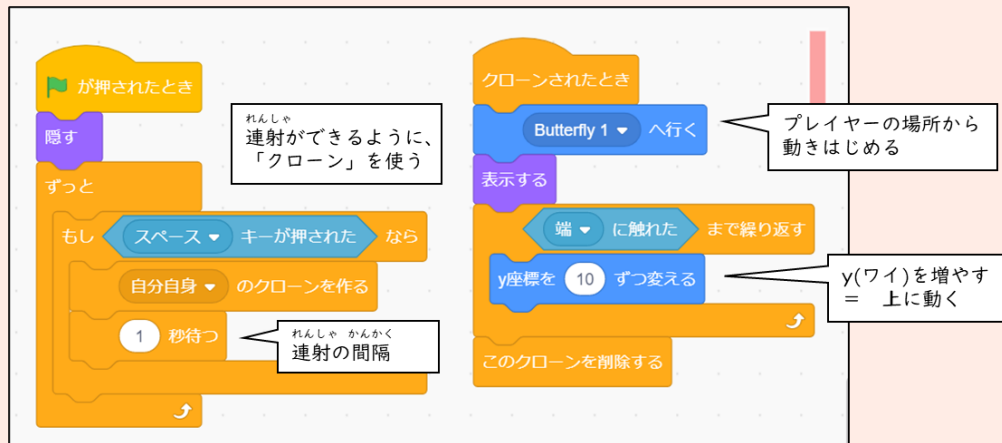 が押されたとき
隠す
ずっと
もし スペース キーが押された なら
自分自身 のクローンを作る
1 秒待つ
れんしゃ
連射ができるように、
「クローン」を使う
れんしゃ かんかく
連射の間隔
クローンされたとき
Butterfly 1 へ行く
表示する
端 に触れた まで繰り返す
y座標を 10 ずつ変える
このクローンを削除する
プレイヤーの場所から
動きはじめる
y(ワイ)を増やす
= 上に動く